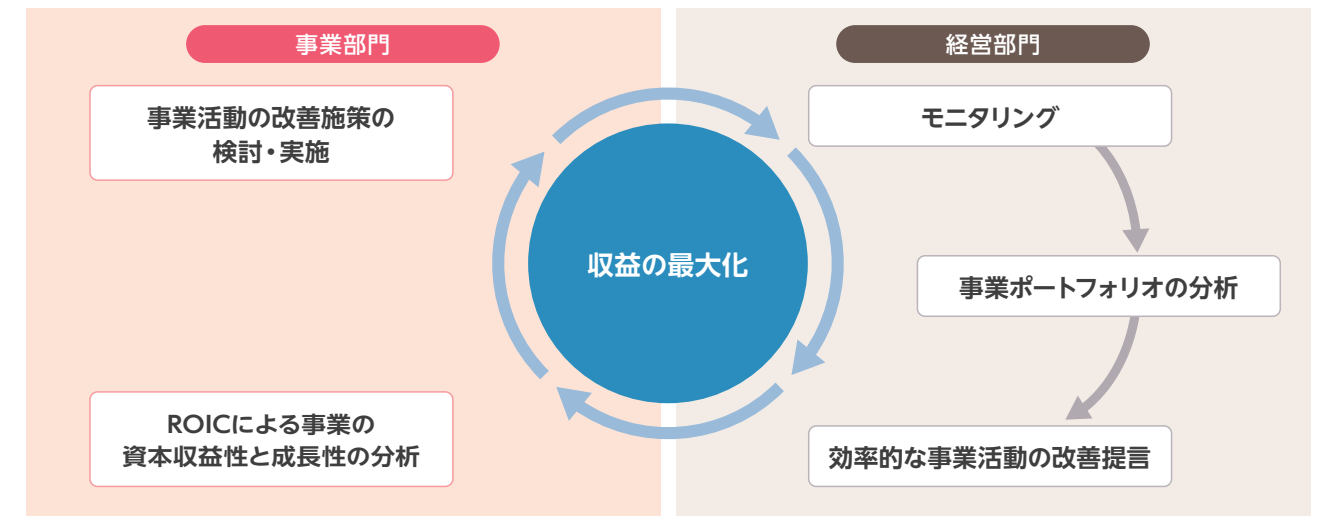 事業部門
事業活動の改善施策の
検討・実施
ROICによる事業の
資本収益性と成長性の分析
収益の最大化
経営部門
モニタリング
事業ポートフォリオの分析
効率的な事業活動の改善提言